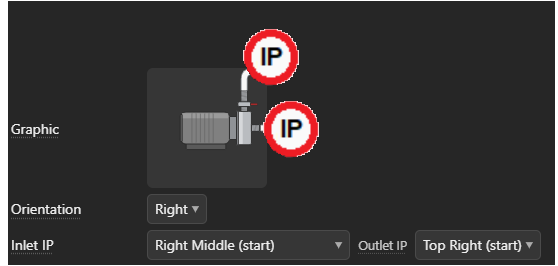 IP
IP
Graphic
Orientation Right
Inlet IP Right Middle (start) Outlet IP Top Right (start)